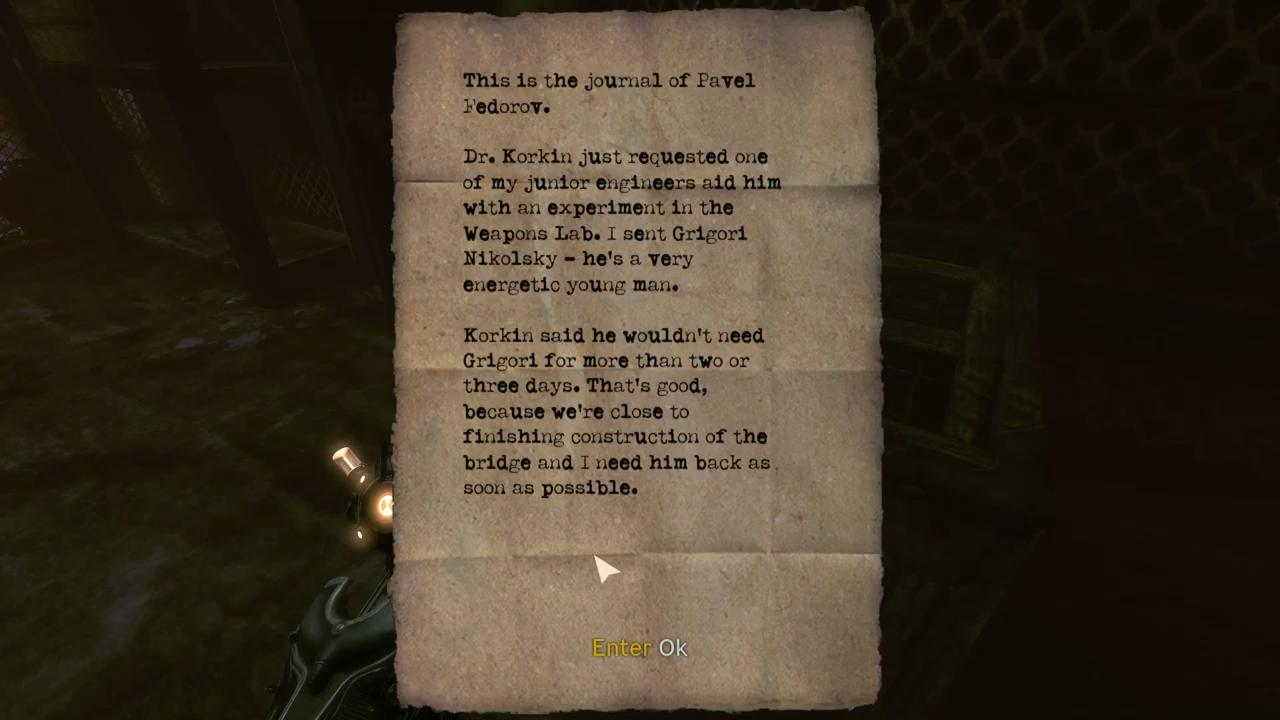 This is the journal of Pavel
Fedorov.
Dr. Korkin just requested one
of my junior engineers aid him
with an experiment in the
Weapons Lab. I sent Grigori
Nikolsky - he's a very
energetic young man.
Korkin said he wouldn't need
Grigori for more than two or
three days. That's good,
because we're close to
finishing construction of the
bridge and I need him back as
soon as possible.
Enter Ok